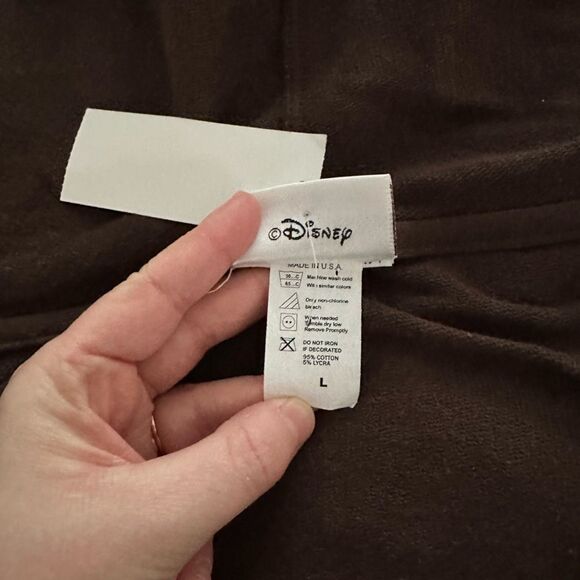 © Disney
MADE IN U.S.A.
Machine wash cold
With similar colors
Only non-chlorine
bleach
When needed
Tumble dry low
Remove Promptly
DO NOT IRON
IF DECORATED
95% COTTON
5% LYCRA
L